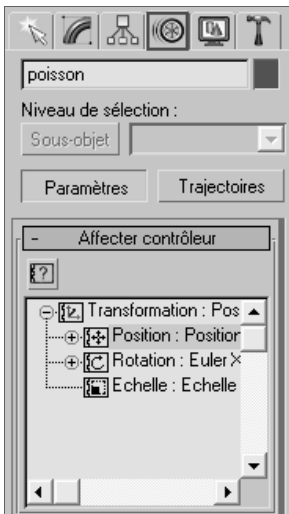 poisson
Niveau de sélection :
Sous-objet
Paramètres Trajectoires
- Affecter contrôleur
?
Transformation : Pos
Position : Position
Rotation : Euler X
Echelle : Echelle